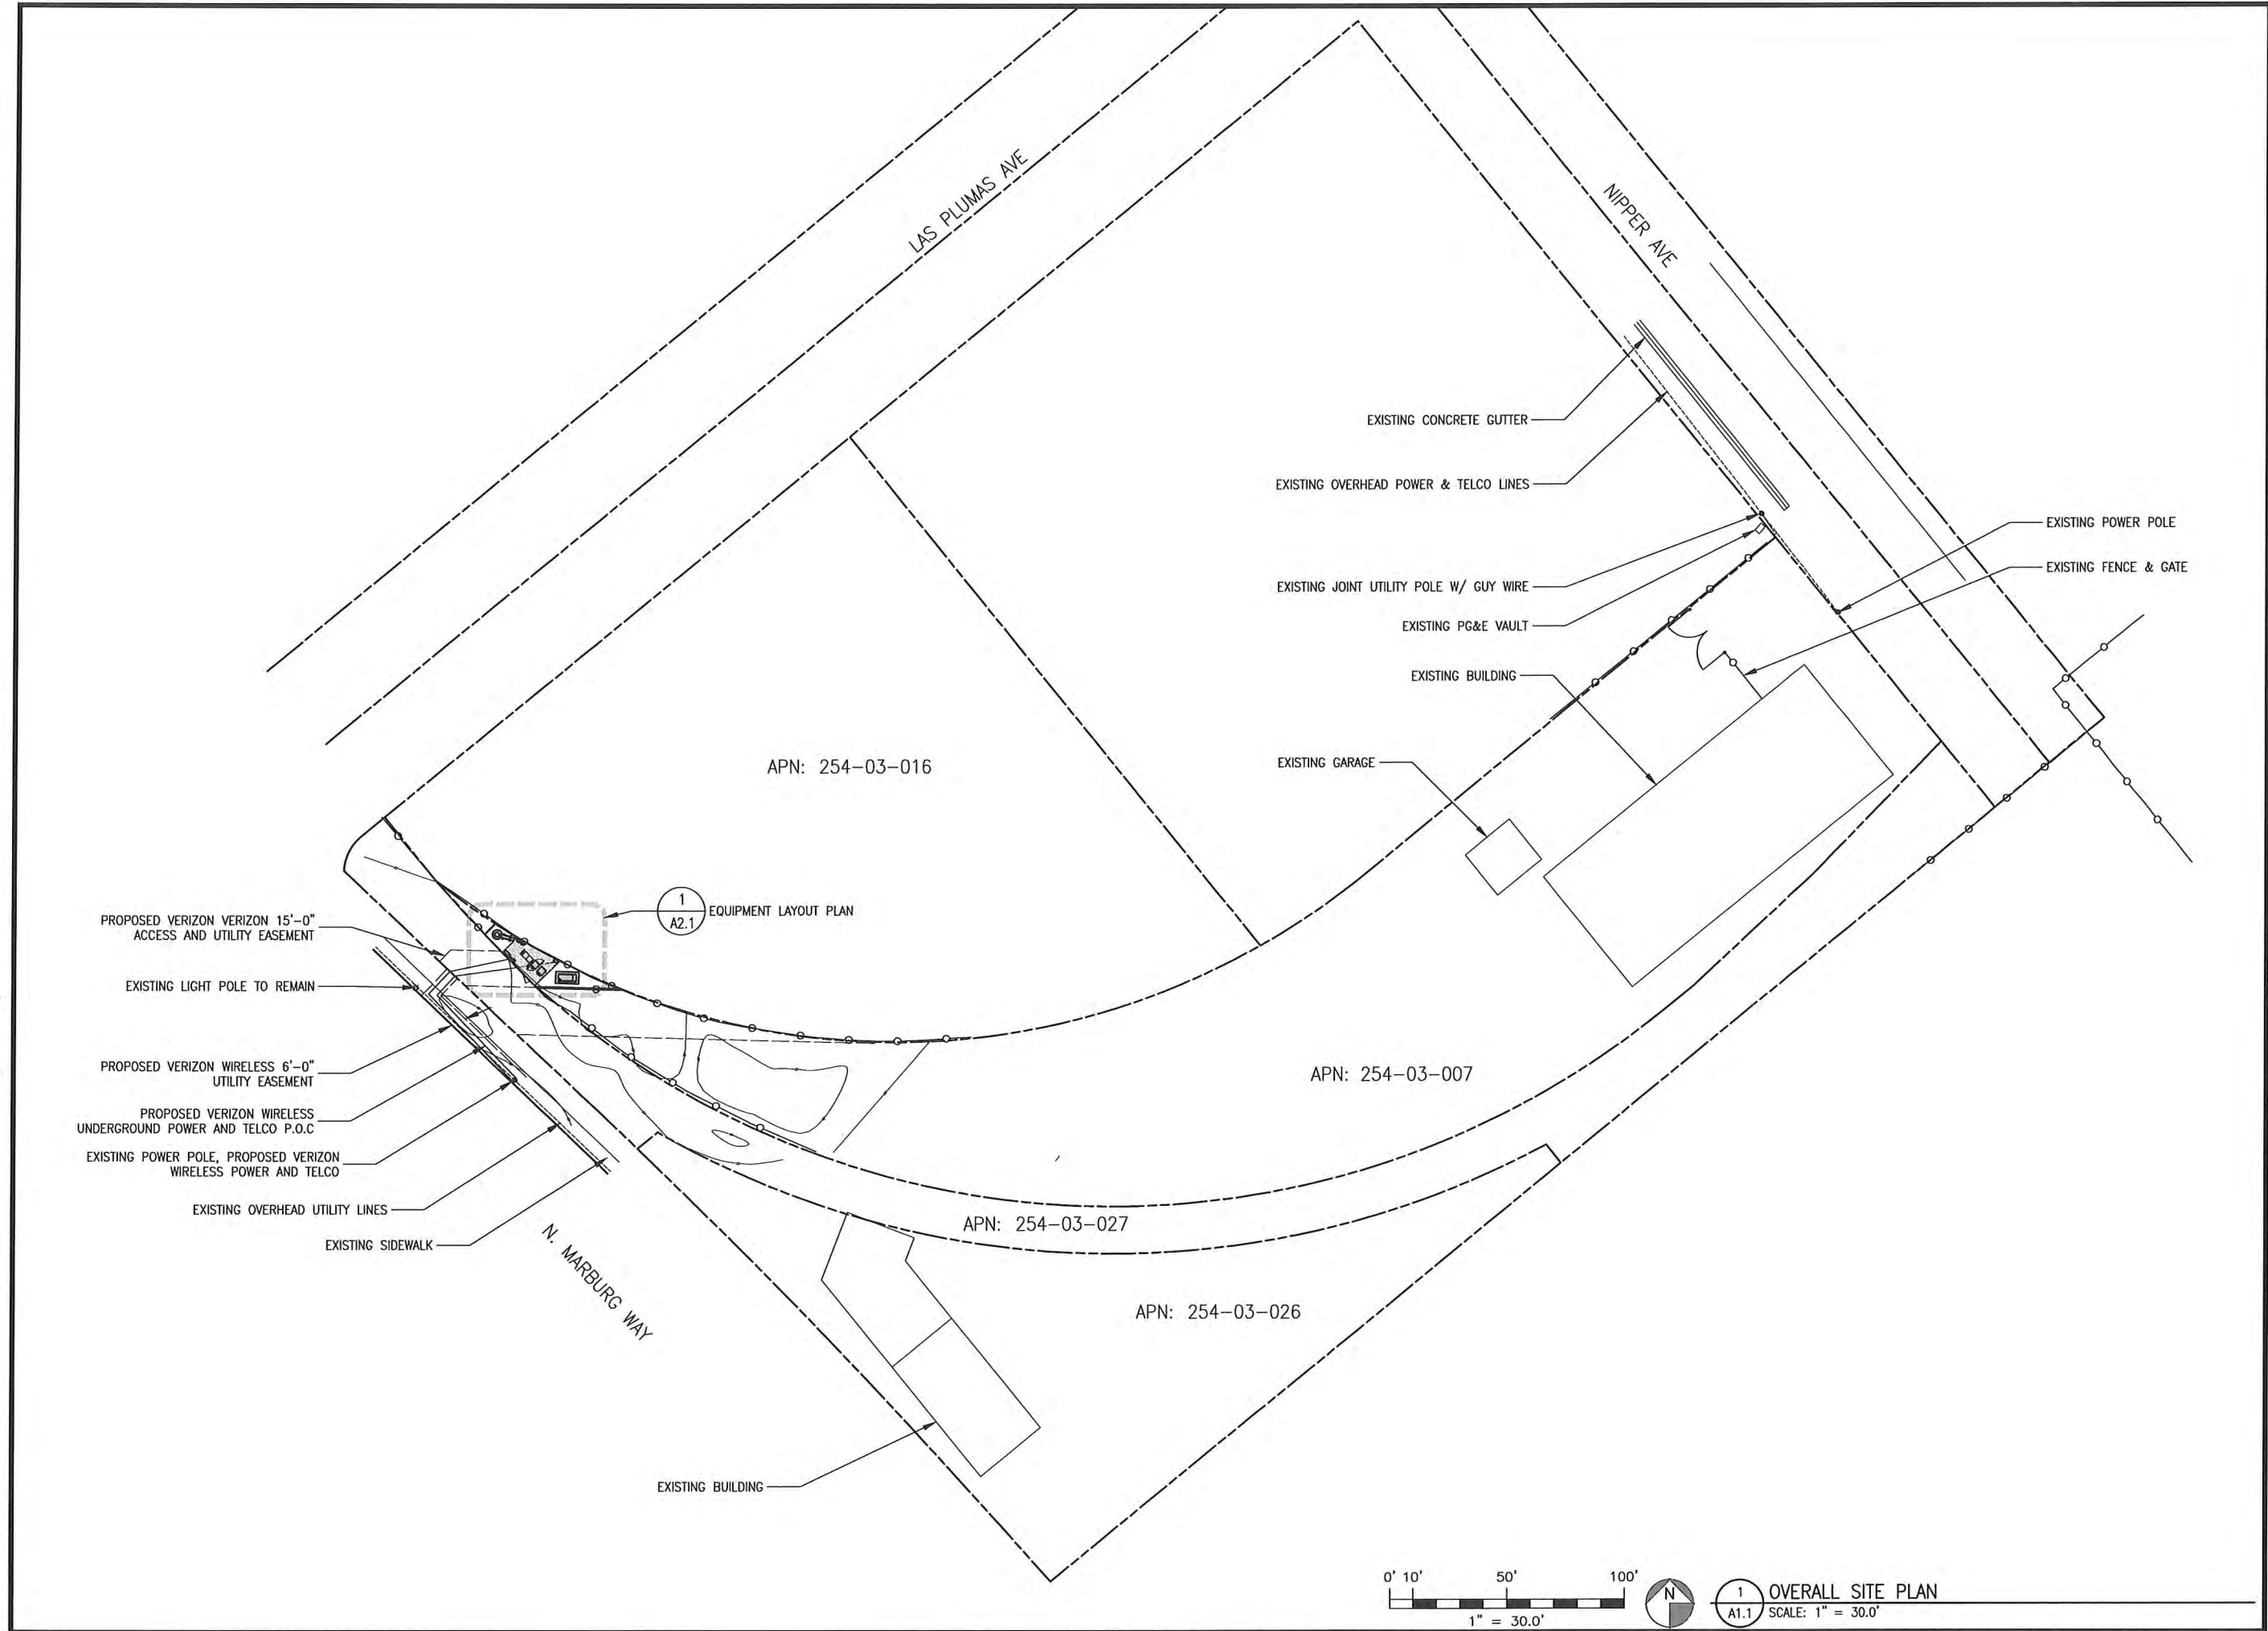 LAS PLUMAS AVE
NIPPER AVE
EXISTING CONCRETE GUTTER
EXISTING OVERHEAD POWER & TELCO LINES
EXISTING POWER POLE
EXISTING FENCE & GATE
EXISTING JOINT UTILITY POLE W/ GUY WIRE
EXISTING PG&E VAULT
EXISTING BUILDING
EXISTING GARAGE
APN: 254-03-016
1
A2.1
EQUIPMENT LAYOUT PLAN
PROPOSED VERIZON VERIZON 15'-0"
ACCESS AND UTILITY EASEMENT
EXISTING LIGHT POLE TO REMAIN
PROPOSED VERIZON WIRELESS 6'-0"
UTILITY EASEMENT
PROPOSED VERIZON WIRELESS
UNDERGROUND POWER AND TELCO P.O.C
EXISTING POWER POLE, PROPOSED VERIZON
WIRELESS POWER AND TELCO
EXISTING OVERHEAD UTILITY LINES
EXISTING SIDEWALK
N. MARBURG WAY
APN: 254-03-007
APN: 254-03-027
APN: 254-03-026
EXISTING BUILDING
0' 10' 50' 100'
1" = 30.0'
N
1
A1.1
OVERALL SITE PLAN
SCALE: 1" = 30.0'